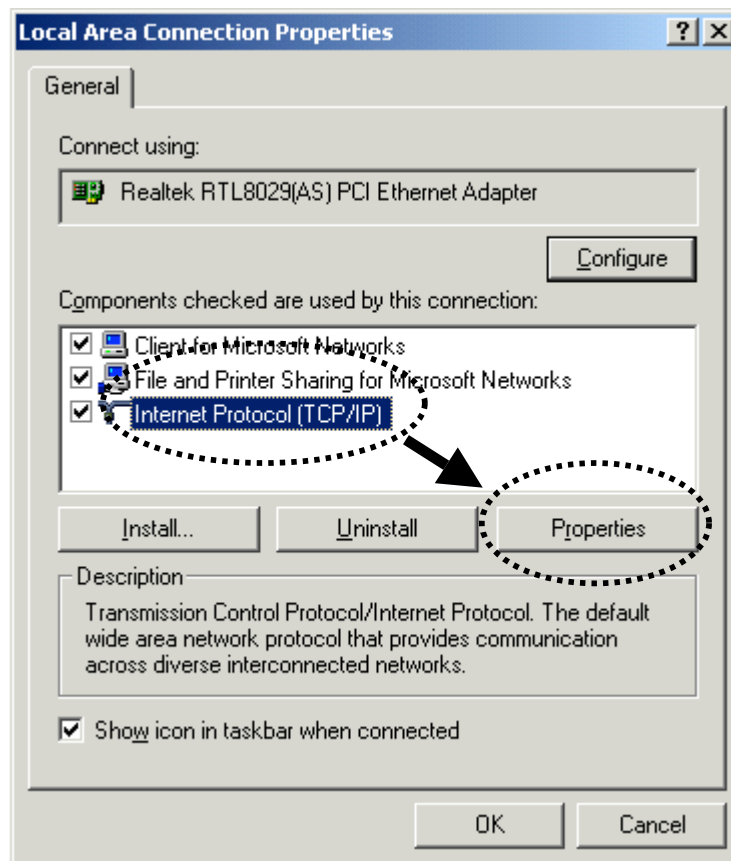 Local Area Connection Properties
General
Connect using:
Realtek RTL8029(AS) PCI Ethernet Adapter
Configure
Components checked are used by this connection:
Client for Microsoft Networks
File and Printer Sharing for Microsoft Networks
Internet Protocol (TCP/IP)
Install... Uninstall Properties
Description
Transmission Control Protocol/Internet Protocol. The default
wide area network protocol that provides communication
across diverse interconnected networks.
Show icon in taskbar when connected
OK Cancel